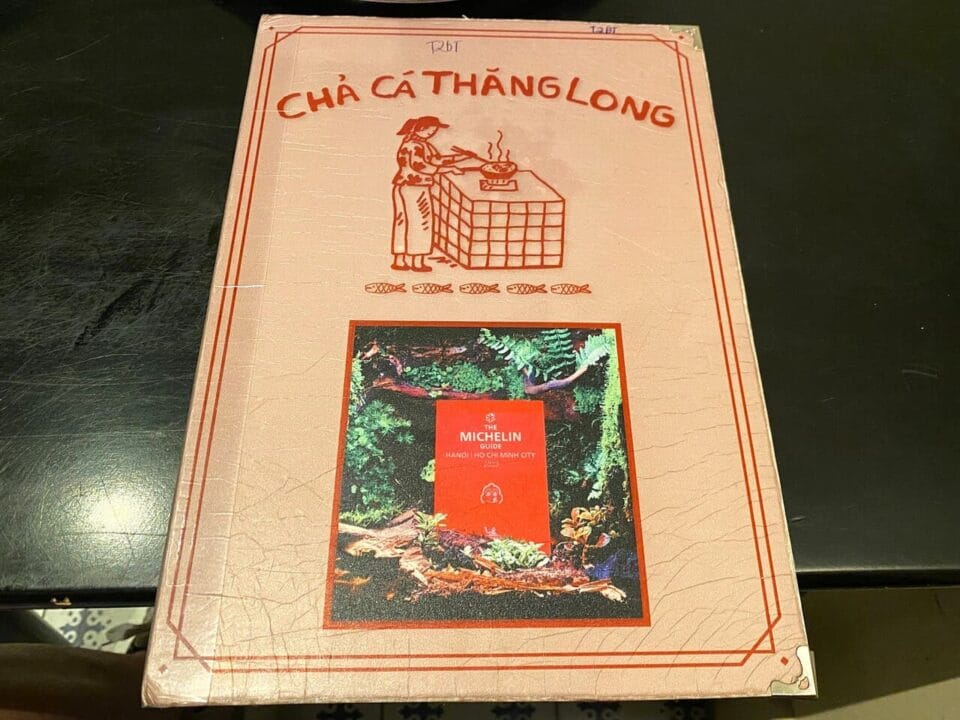 T2BT
T2BT
CHẢ CÁ THĂNG LONG
THE
MICHELIN
GUIDE
HANOI | HO CHI MINH CITY